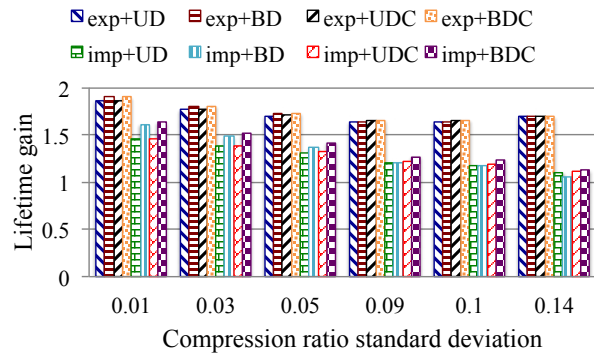 exp+UD exp+BD exp+UDC exp+BDC
imp+UD imp+BD imp+UDC imp+BDC
Lifetime gain
2
1.5
1
0.5
0
0.01 0.03 0.05 0.09 0.1 0.14
Compression ratio standard deviation